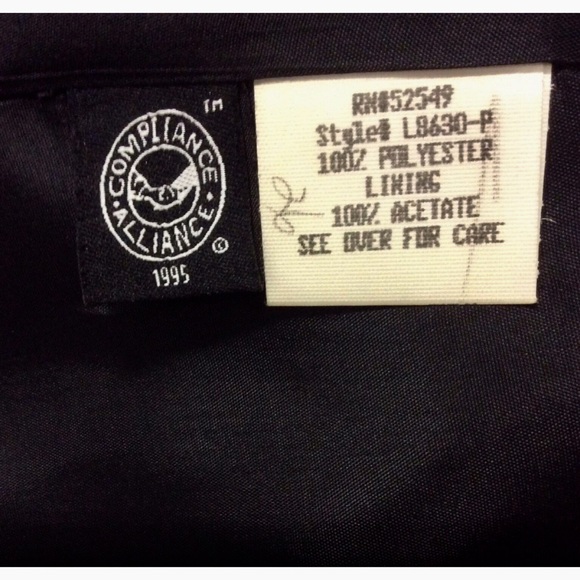 TM
COMPLIANCE
ALLIANCE
©
1995
RN#52549
Style# L8630-P
100% POLYESTER
LINING
100% ACETATE
SEE OVER FOR CARE